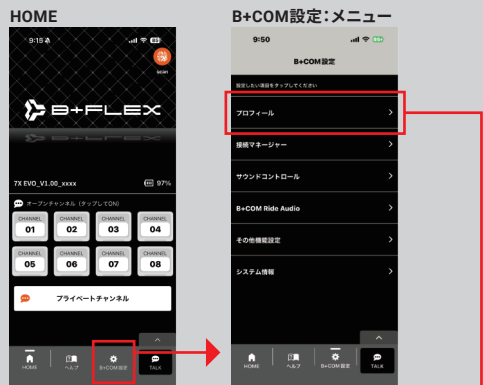 HOME
9:15
SCAN
B+FLEX
7X EVO_V1.00_xxxx
97%
オープンチャンネル（タップしてON）
CHANNEL CHANNEL CHANNEL CHANNEL
01 02 03 04
CHANNEL CHANNEL CHANNEL CHANNEL
05 06 07 08
プライベートチャンネル
HOME ヘルプ B+COM設定 TALK
B+COM設定：メニュー
9:50
B+COM設定
設定したい項目をタップしてください
プロフィール
接続マネージャー
サウンドコントロール
B+COM Ride Audio
その他機能設定
システム情報
HOME ヘルプ B+COM設定 TALK